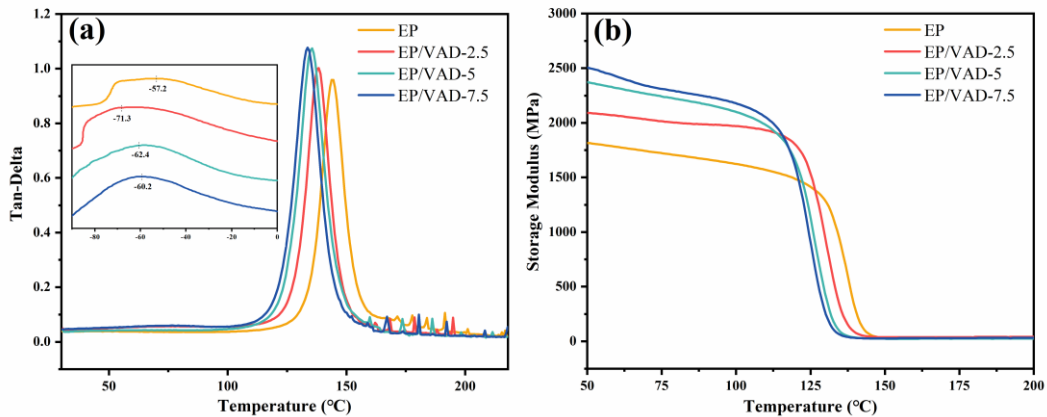 (a)
EP
EP/VAD-2.5
EP/VAD-5
EP/VAD-7.5
1.2
1.0
0.8
0.6
0.4
0.2
0.0
Tan-Delta
-57.2
-71.3
-62.4
-60.2
-80 -60 -40 -20 0
50 100 150 200
Temperature (℃)
(b)
EP
EP/VAD-2.5
EP/VAD-5
EP/VAD-7.5
3000
2500
2000
1500
1000
500
0
Storage Modulus (MPa)
50 75 100 125 150 175 200
Temperature (℃)